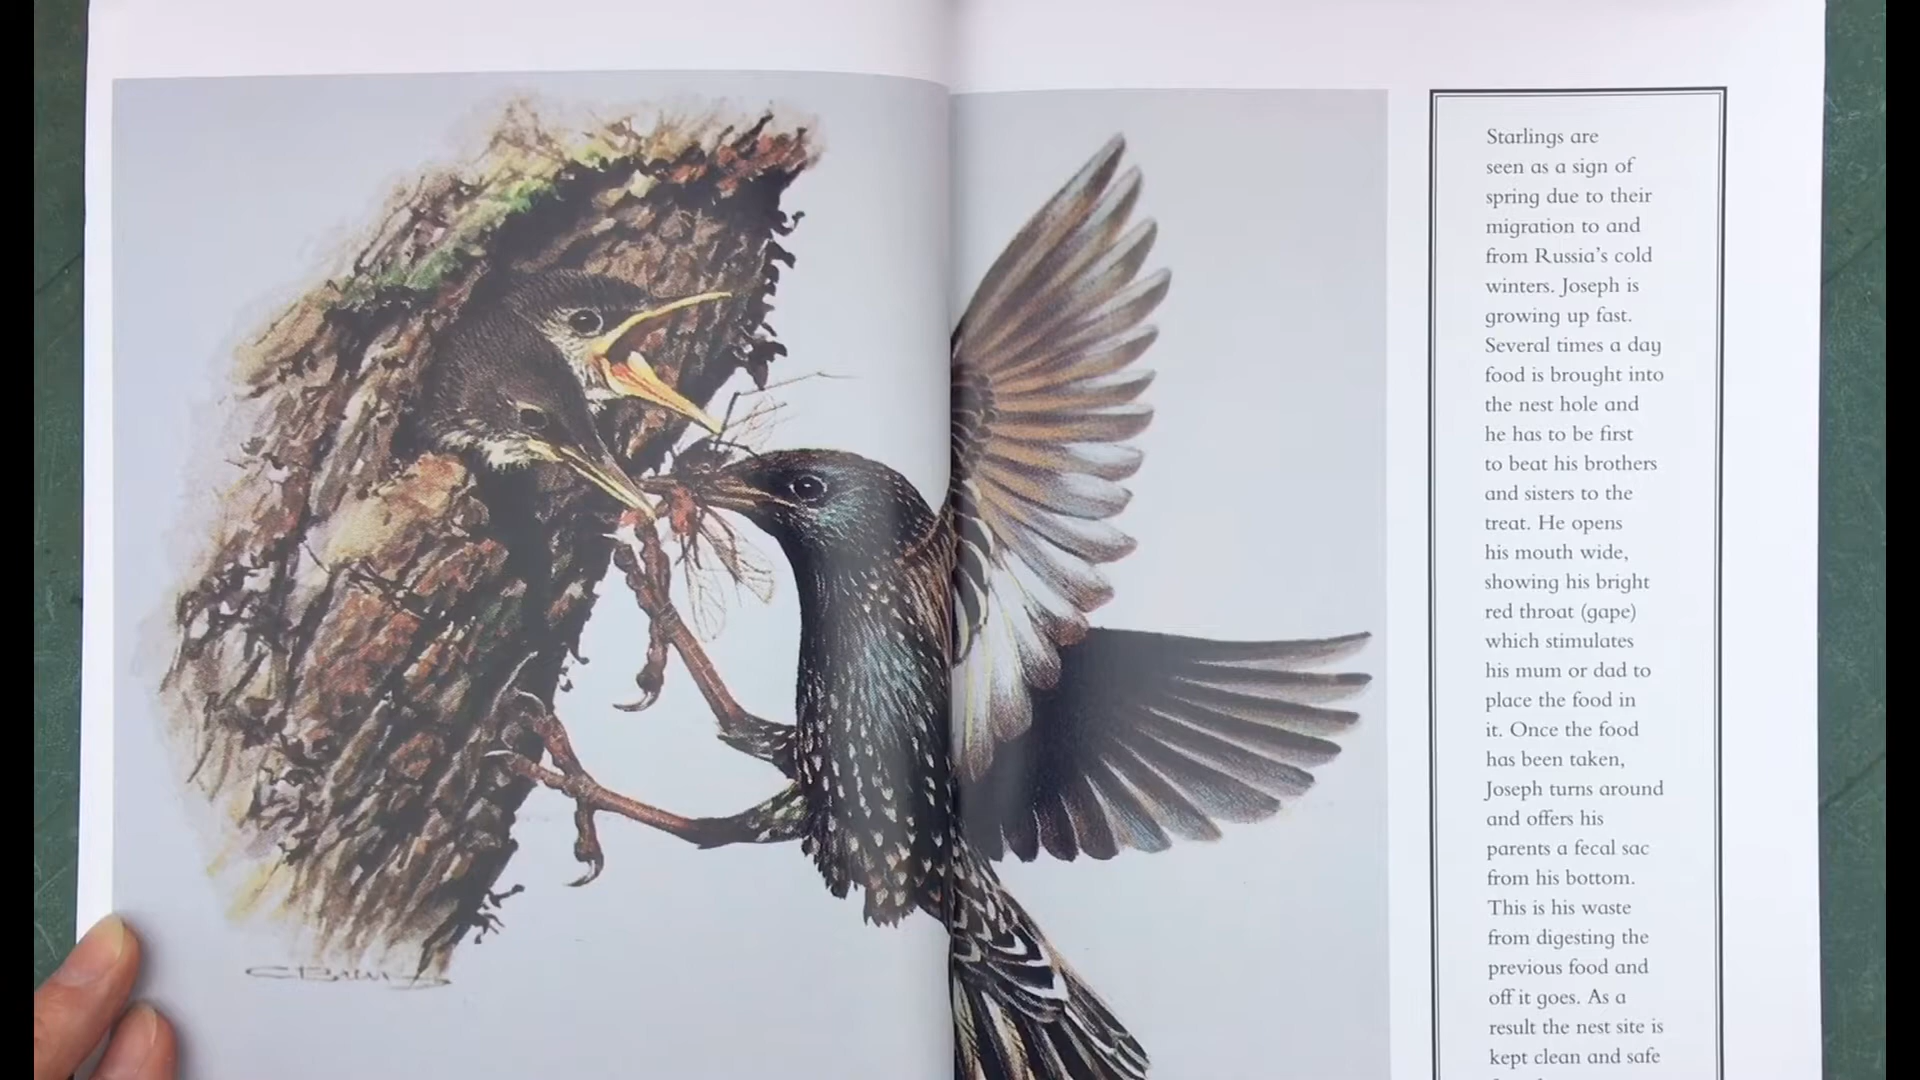 Starlings are
seen as a sign of
spring due to their
migration to and
from Russia's cold
winters. Joseph is
growing up fast.
Several times a day
food is brought into
the nest hole and
he has to be first
to beat his brothers
and sisters to the
treat. He opens
his mouth wide,
showing his bright
red throat (gape)
which stimulates
his mum or dad to
place the food in
it. Once the food
has been taken,
Joseph turns around
and offers his
parents a fecal sac
from his bottom.
This is his waste
from digesting the
previous food and
off it goes. As a
result the nest site is
kept clean and safe